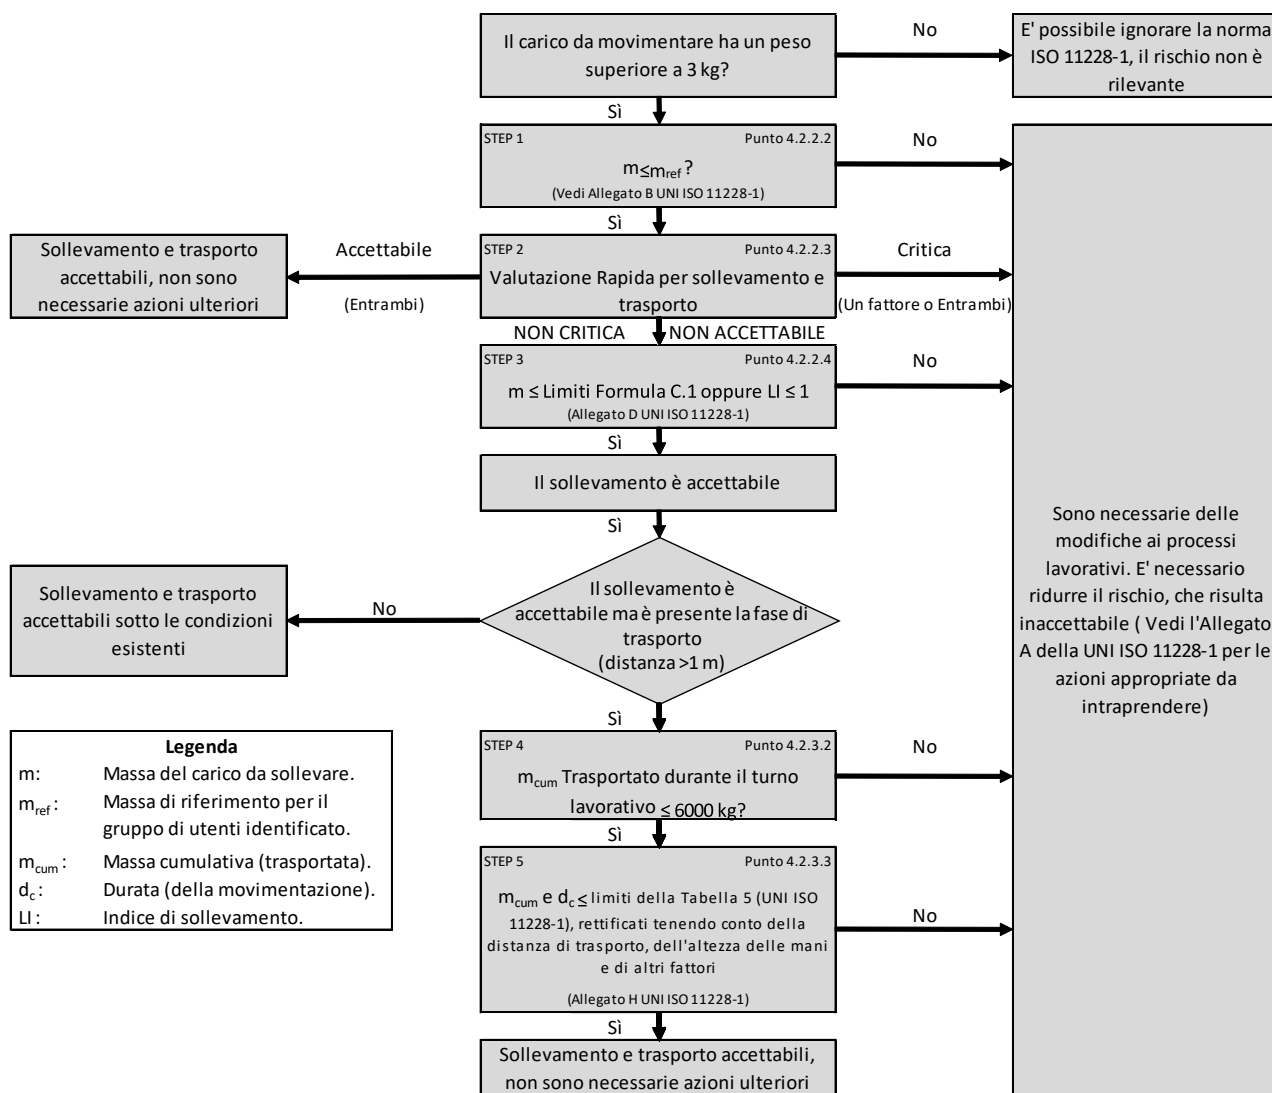 Il carico da movimentare ha un peso
superiore a 3 kg?
No
E' possibile ignorare la norma
ISO 11228-1, il rischio non è
rilevante
Sì
STEP 1 Punto 4.2.2.2
m≤mref ?
(Vedi Allegato B UNI ISO 11228-1)
No
Sì
Sollevamento e trasporto
accettabili, non sono
necessarie azioni ulteriori
Accettabile
(Entrambi)
STEP 2 Punto 4.2.2.3
Valutazione Rapida per sollevamento e
trasporto
Critica
(Un fattore o Entrambi)
NON CRITICA NON ACCETTABILE
STEP 3 Punto 4.2.2.4
m ≤ Limiti Formula C.1 oppure LI ≤ 1
(Allegato D UNI ISO 11228-1)
No
Sì
Il sollevamento è accettabile
Sì
Sollevamento e trasporto
accettabili sotto le condizioni
esistenti
No
Il sollevamento è
accettabile ma è presente la fase di
trasporto
(distanza >1 m)
Sono necessarie delle
modifiche ai processi
lavorativi. E' necessario
ridurre il rischio, che risulta
inaccettabile ( Vedi l'Allegato
A della UNI ISO 11228-1 per le
azioni appropriate da
intraprendere)
Sì
STEP 4 Punto 4.2.3.2
mcum Trasportato durante il turno
lavorativo ≤ 6000 kg?
No
Sì
STEP 5 Punto 4.2.3.3
mcum e dc ≤ limiti della Tabella 5 (UNI ISO
11228-1), rettificati tenendo conto della
distanza di trasporto, dell'altezza delle mani
e di altri fattori
(Allegato H UNI ISO 11228-1)
No
Sì
Sollevamento e trasporto accettabili,
non sono necessarie azioni ulteriori
Legenda
m: Massa del carico da sollevare.
mref : Massa di riferimento per il
gruppo di utenti identificato.
mcum : Massa cumulativa (trasportata).
dc : Durata (della movimentazione).
LI : Indice di sollevamento.